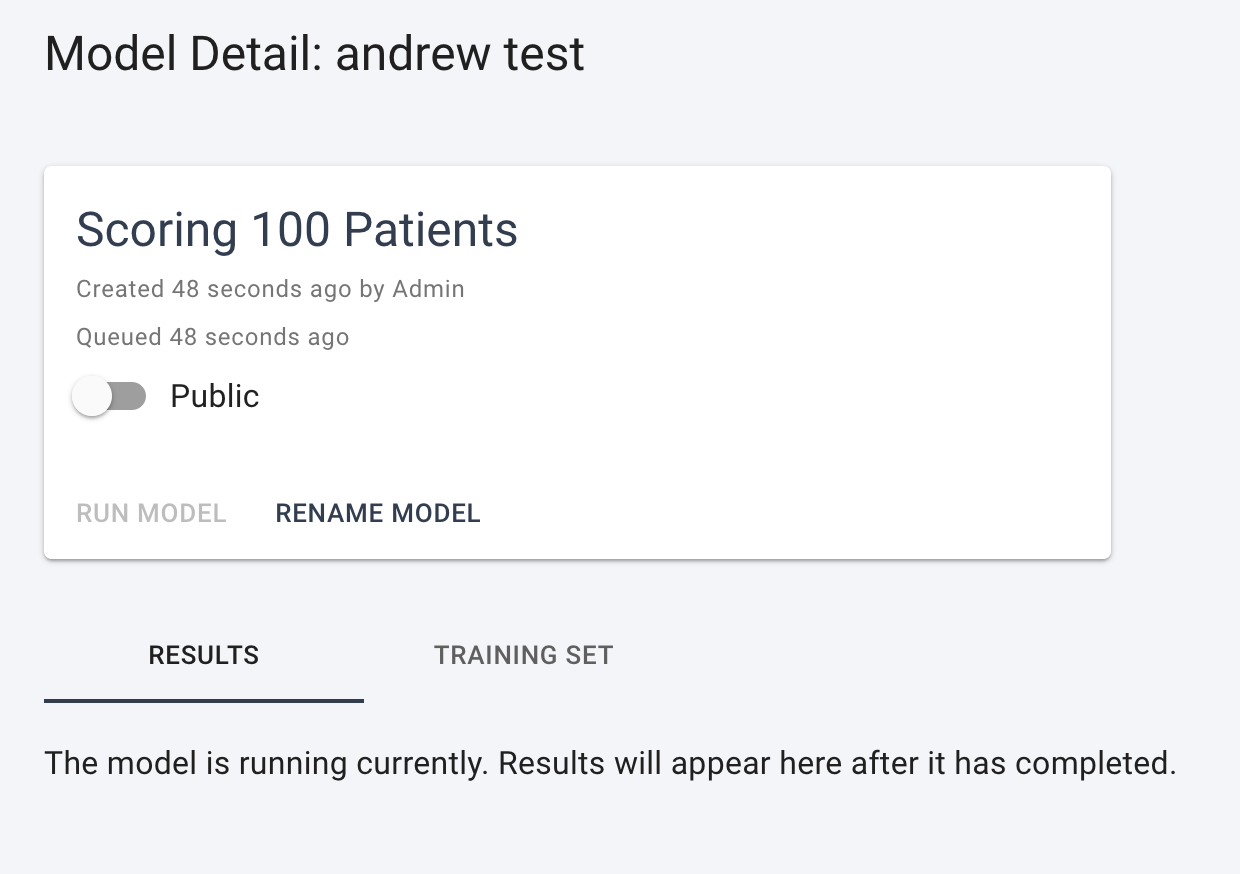 Model Detail: andrew test
Scoring 100 Patients
Created 48 seconds ago by Admin
Queued 48 seconds ago
Public
RUN MODEL RENAME MODEL
RESULTS TRAINING SET
The model is running currently. Results will appear here after it has completed.